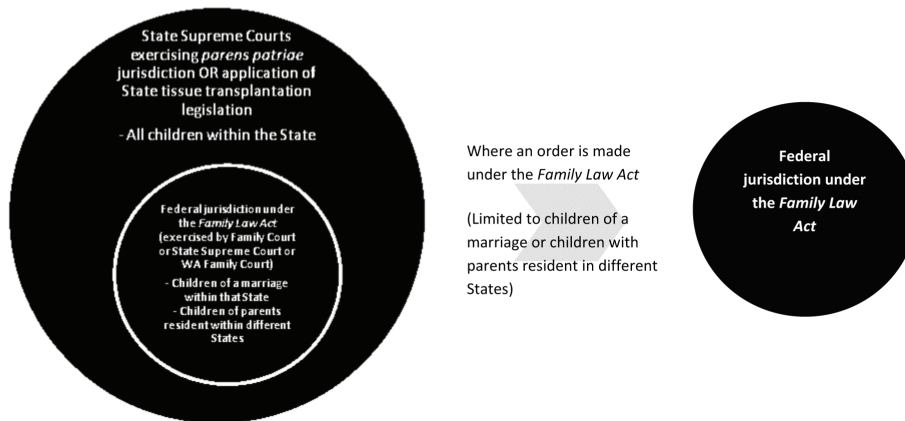 State Supreme Courts
exercising parens patriae
jurisdiction OR application of
State tissue transplantation
legislation
- All children within the State
Federal jurisdiction under
the Family Law Act
(exercised by Family Court
or State Supreme Court or
WA Family Court)
- Children of a marriage
within that State
- Children of parents
resident within different
States
Where an order is made
under the Family Law Act
(Limited to children of a
marriage or children with
parents resident in different
States)
Federal
jurisdiction under
the Family Law
Act